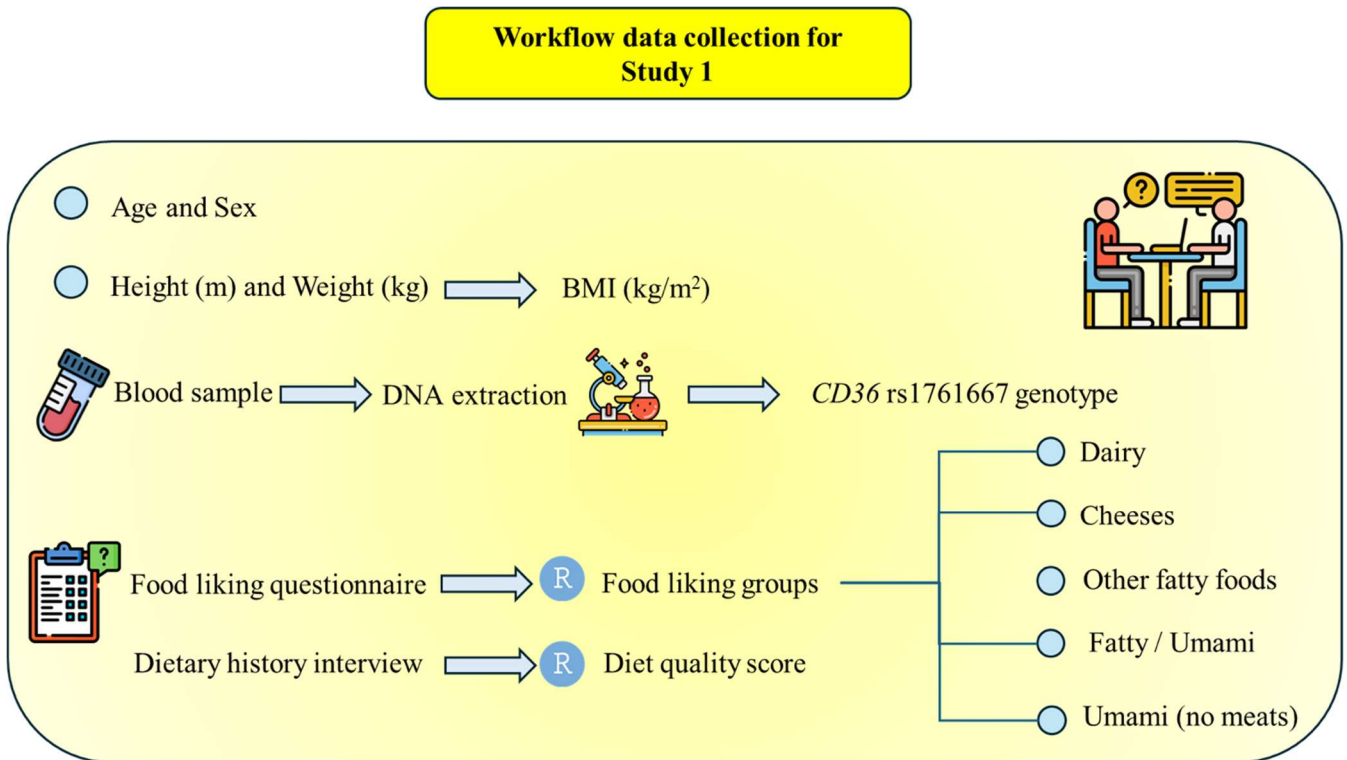 Workflow data collection for
Study 1
Age and Sex
Height (m) and Weight (kg)
BMI (kg/m²)
Blood sample
DNA extraction
CD36 rs1761667 genotype
Dairy
Cheeses
Food liking questionnaire
R
Food liking groups
Other fatty foods
Fatty / Umami
Dietary history interview
R
Diet quality score
Umami (no meats)
?
?